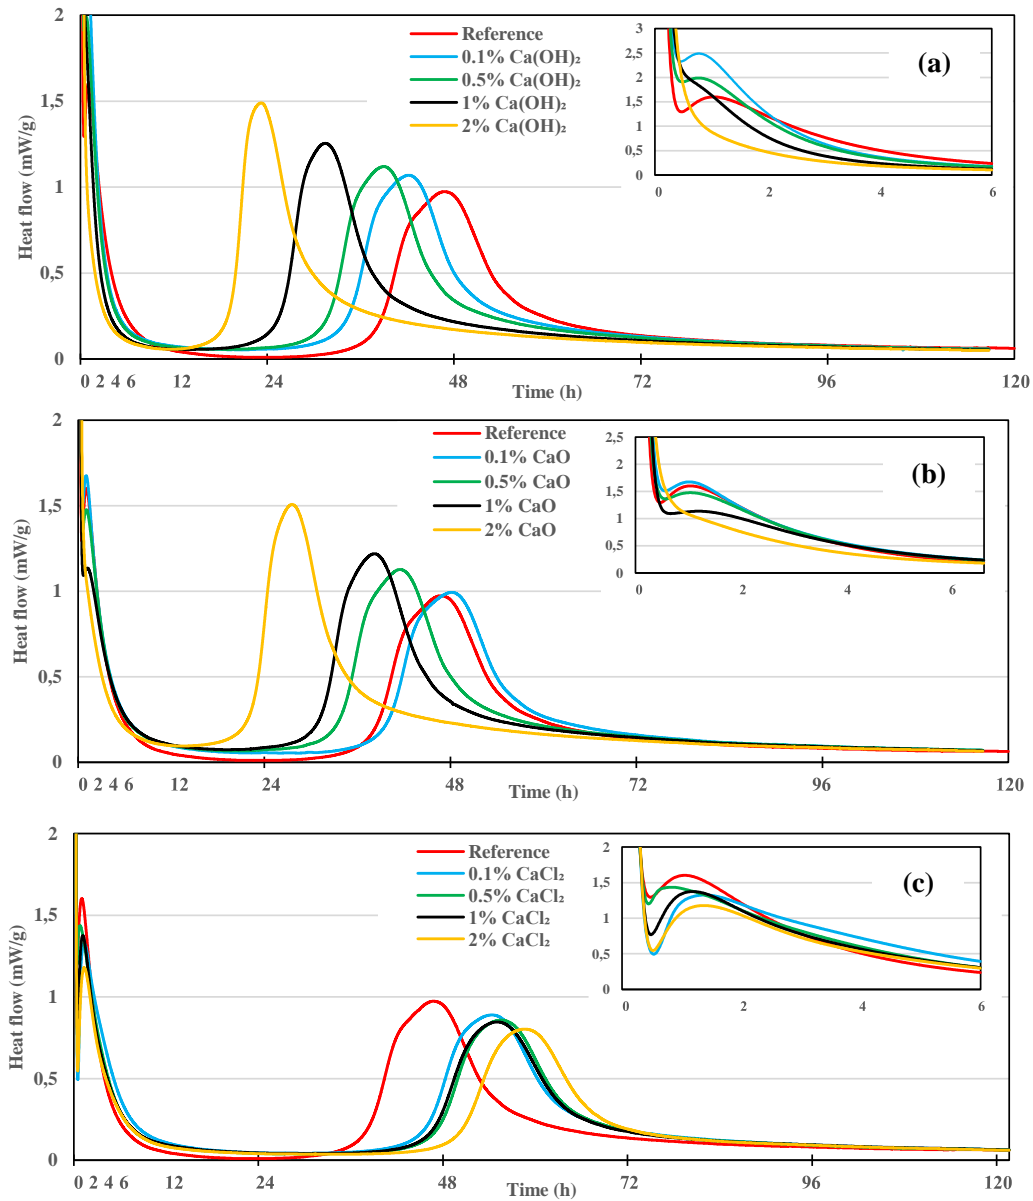 2
1,5
1
0,5
0
Heat flow (mW/g)
Reference
0.1% Ca(OH)₂
0.5% Ca(OH)₂
1% Ca(OH)₂
2% Ca(OH)₂
(a)
3
2,5
2
1,5
1
0,5
0
0 2 4 6
0 2 4 6 12 24 48 72 96 120
Time (h)
2
1,5
1
0,5
0
Heat flow (mW/g)
Reference
0.1% CaO
0.5% CaO
1% CaO
2% CaO
(b)
2,5
2
1,5
1
0,5
0
0 2 4 6
0 2 4 6 12 24 48 72 96 120
Time (h)
2
1,5
1
0,5
0
Heat flow (mW/g)
Reference
0.1% CaCl₂
0.5% CaCl₂
1% CaCl₂
2% CaCl₂
(c)
2
1,5
1
0,5
0
0 2 4 6
0 2 4 6 12 24 48 72 96 120
Time (h)